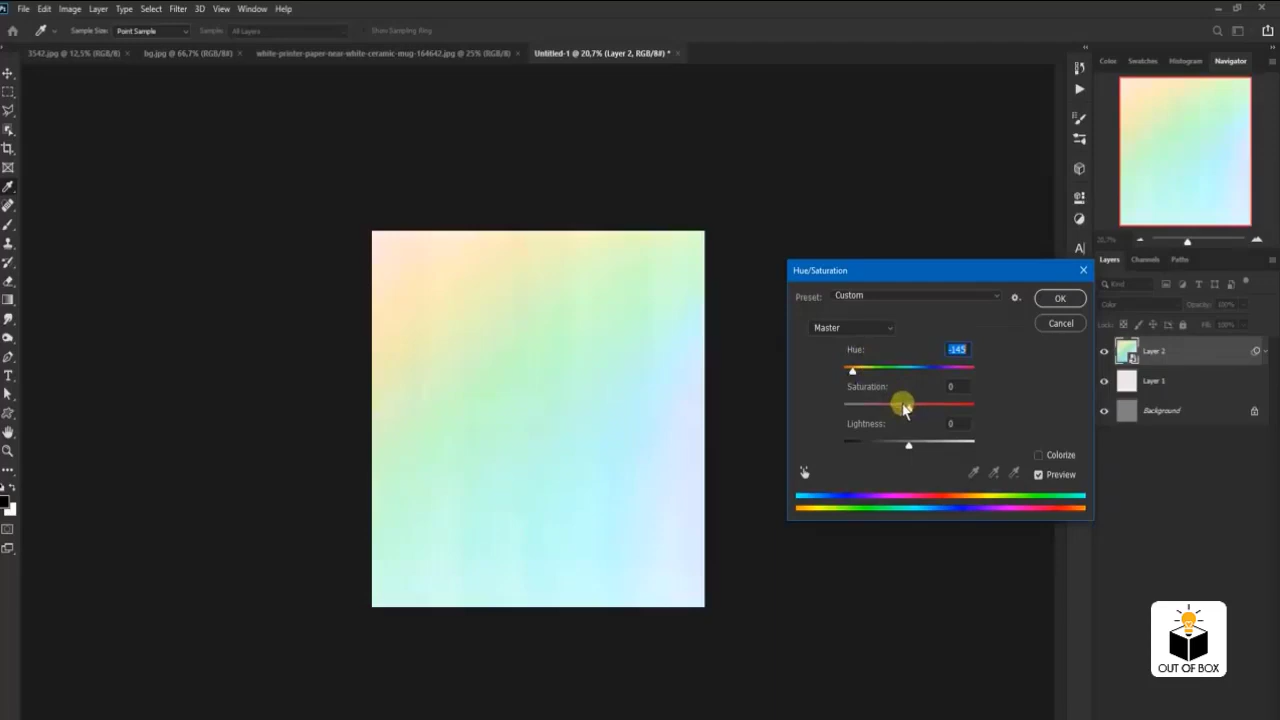 Ps File Edit Image Layer Type Select Filter 3D View Window Help
Sample Size: Point Sample Sample: All Layers Show Sampling Ring
3542.jpg @ 12,5% (RGB/8) × bg.jpg @ 66,7% (RGB/8#) × white-printer-paper-near-white-ceramic-mug-164642.jpg @ 25% (RGB/8) × Untitled-1 @ 20,7% (Layer 2, RGB/8#) * ×
Color Swatches Histogram Navigator
20,7%
Layers Channels Paths
Kind
Color Opacity: 100%
Lock: Fill: 100%
Layer 2
Layer 1
Background
Hue/Saturation
Preset: Custom
OK
Cancel
Master
Hue: -145
Saturation: 0
Lightness: 0
Colorize
Preview
OUT OF BOX